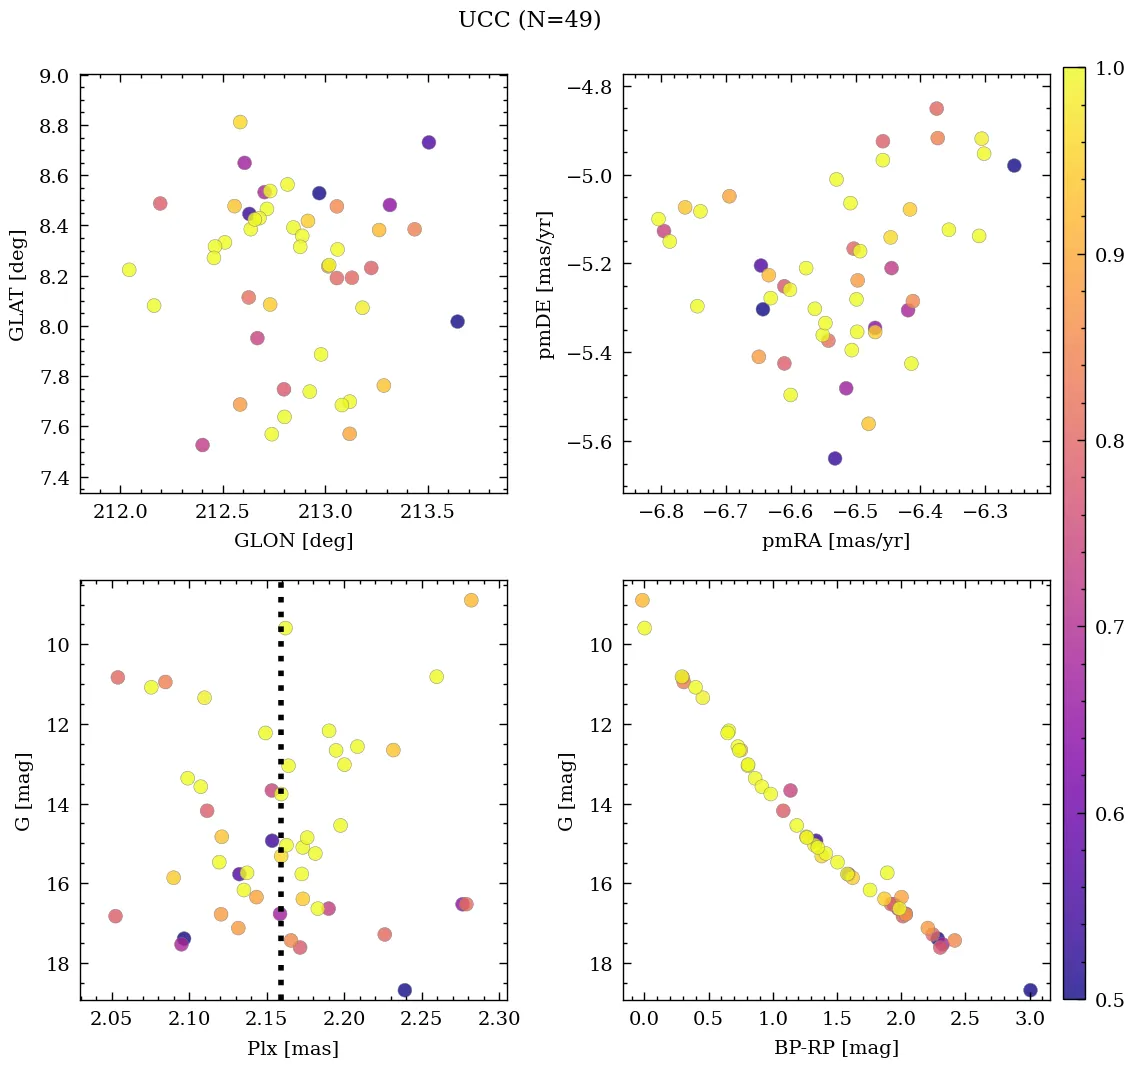 UCC (N=49)
9.0
8.8
8.6
8.4
8.2
8.0
7.8
7.6
7.4
GLAT [deg]
212.0 212.5 213.0 213.5
GLON [deg]
−4.8
−5.0
−5.2
−5.4
−5.6
pmDE [mas/yr]
−6.8 −6.7 −6.6 −6.5 −6.4 −6.3
pmRA [mas/yr]
10
12
14
16
18
G [mag]
2.05 2.10 2.15 2.20 2.25 2.30
Plx [mas]
10
12
14
16
18
G [mag]
0.0 0.5 1.0 1.5 2.0 2.5 3.0
BP-RP [mag]
1.0
0.9
0.8
0.7
0.6
0.5